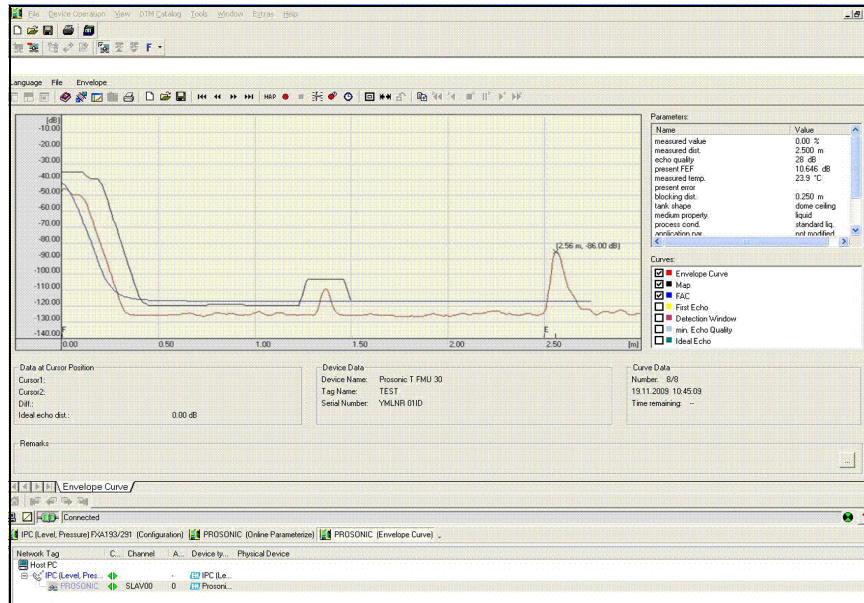 File Device Operation View DTM Catalog Tools Window Extras Help
F
Language File Envelope
MAP
[dB]
-10.00
-20.00
-30.00
-40.00
-50.00
-60.00
-70.00
-80.00
-90.00
-100.00
-110.00
-120.00
-130.00
-140.00
[2.56 m, -86.00 dB]
F E
0.00 0.50 1.00 1.50 2.00 2.50 [m]
Parameters:
Name Value
measured value 0.00 %
measured dist. 2.500 m
echo quality 28 dB
present FEF 10.646 dB
measured temp. 23.9 °C
present error
blocking dist. 0.250 m
tank shape dome ceiling
medium property liquid
process cond. standard liq.
application par. not modified
Curves:
Envelope Curve
Map
FAC
First Echo
Detection Window
min. Echo Quality
Ideal Echo
Data at Cursor Position
Cursor1:
Cursor2:
Diff.:
Ideal echo dist.: 0.00 dB
Device Data
Device Name: Prosonic T FMU 30
Tag Name: TEST
Serial Number: YMLNR 01ID
Curve Data
Number: 8/8
19.11.2009 10:45:09
Time remaining: --
Remarks
...
Envelope Curve
Connected
IPC (Level, Pressure) FXA193/291 (Configuration) PROSONIC (Online Parameterize) PROSONIC (Envelope Curve)
Network Tag C... Channel A... Device ty... Physical Device
Host PC
IPC (Level, Pres... - IPC (Le...
PROSONIC SLAV00 0 Prosoni...